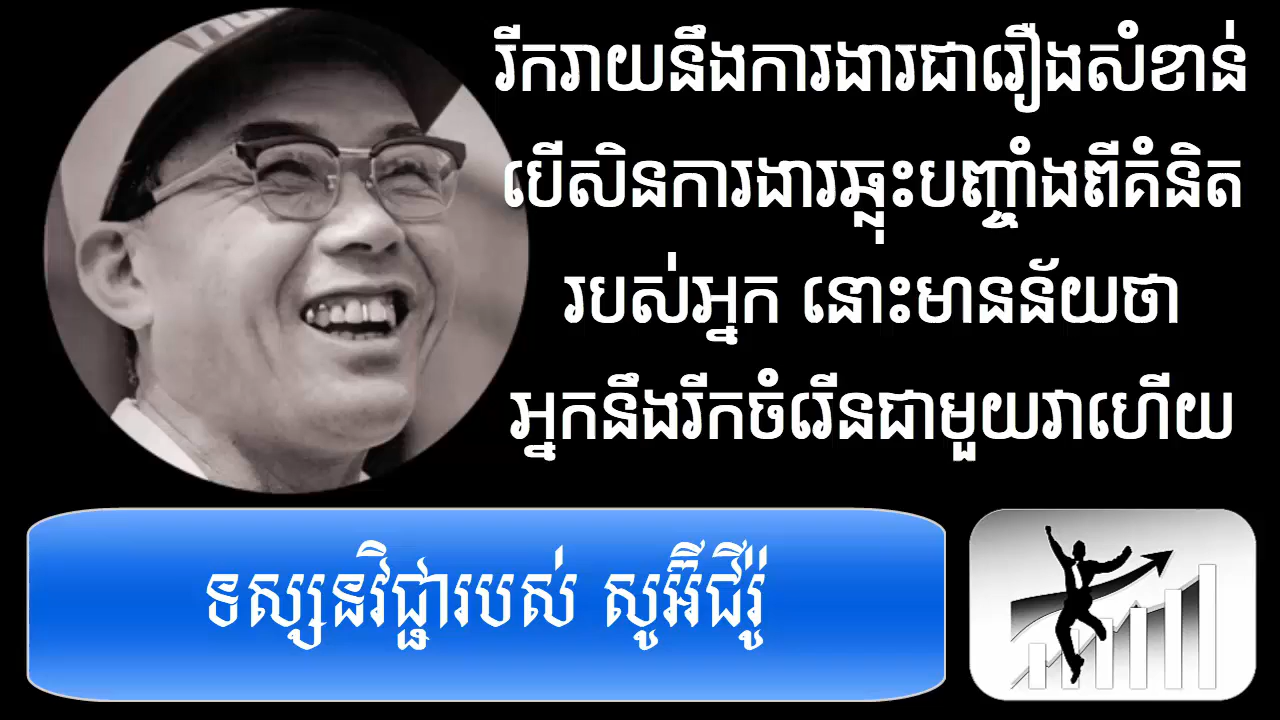 រីករាយនឹងការងារជារឿងសំខាន់
បើសិនការងារឆ្លុះបញ្ចាំងពីគំនិត
របស់អ្នក នោះមានន័យថា
អ្នកនឹងរីកចំរើនជាមួយវាហើយ
ទស្សនវិជ្ជារបស់ សូអ៊ីជីរ៉ូ